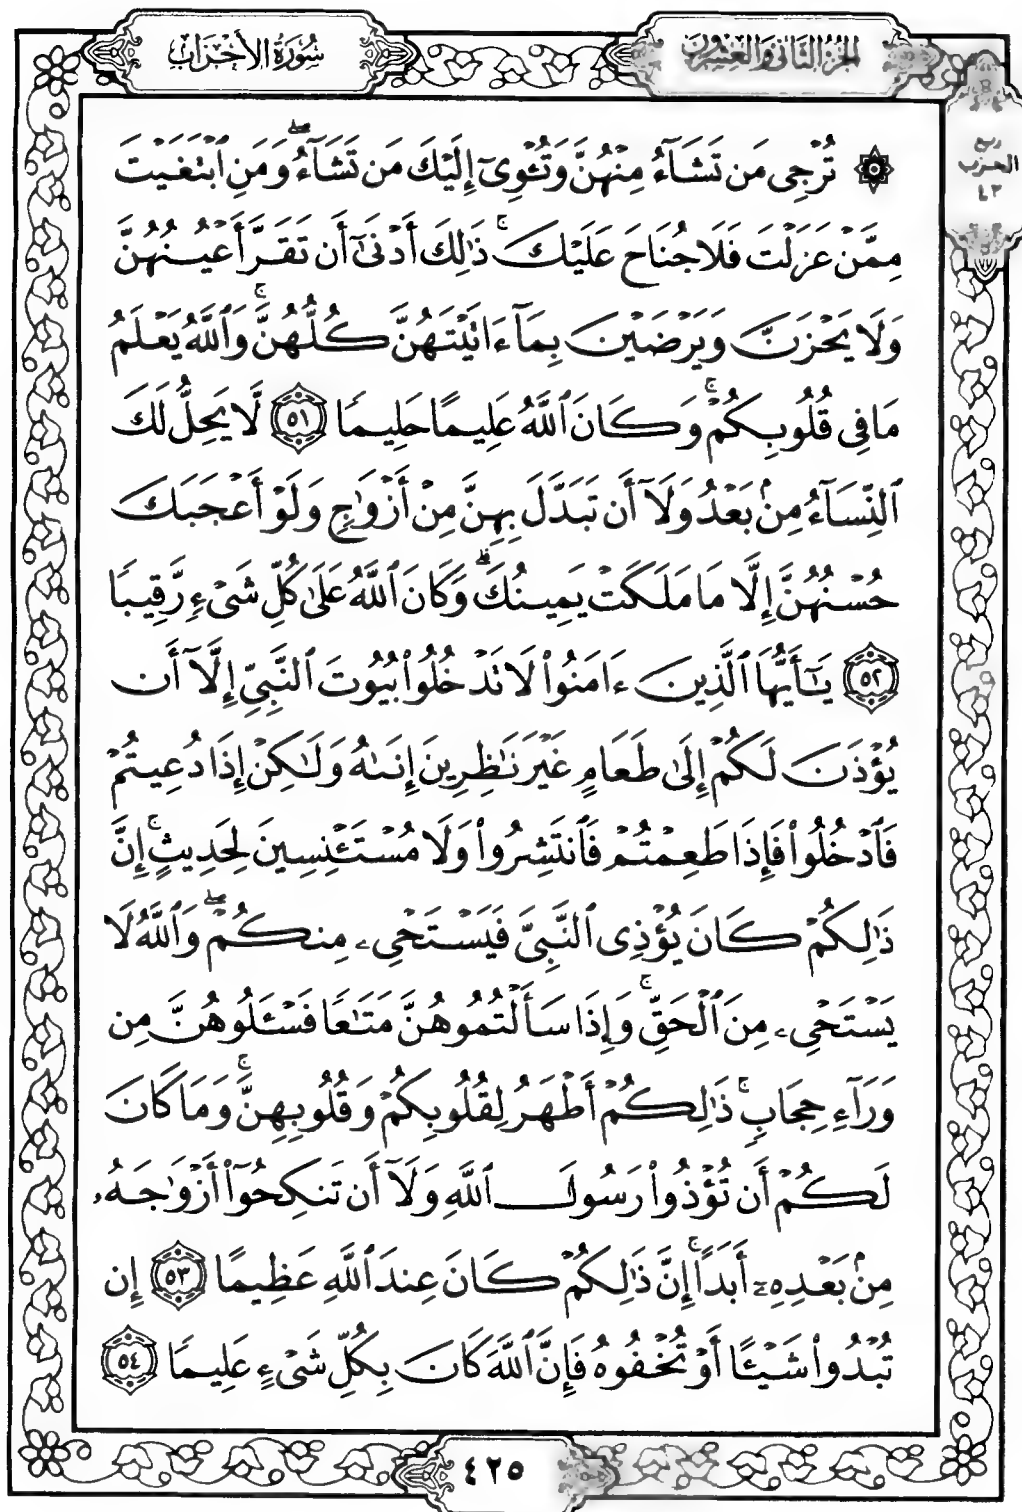 الجزء الثاني والعشرون
سُورَةُ الأَحْزَابِ
ربع
الحزب
٤٣
۞ تُرْجِى مَن تَشَآءُ مِنْهُنَّ وَتُـْٔوِىٓ إِلَيْكَ مَن تَشَآءُ ۖ وَمَنِ ٱبْتَغَيْتَ
مِمَّنْ عَزَلْتَ فَلَا جُنَاحَ عَلَيْكَ ۚ ذَٰلِكَ أَدْنَىٰٓ أَن تَقَرَّ أَعْيُنُهُنَّ
وَلَا يَحْزَنَّ وَيَرْضَيْنَ بِمَآ ءَاتَيْتَهُنَّ كُلُّهُنَّ ۚ وَٱللَّهُ يَعْلَمُ
مَا فِى قُلُوبِكُمْ ۚ وَكَانَ ٱللَّهُ عَلِيمًا حَلِيمًا ٥١ لَّا يَحِلُّ لَكَ
ٱلنِّسَآءُ مِنۢ بَعْدُ وَلَآ أَن تَبَدَّلَ بِهِنَّ مِنْ أَزْوَٰجٍ وَلَوْ أَعْجَبَكَ
حُسْنُهُنَّ إِلَّا مَا مَلَكَتْ يَمِينُكَ ۗ وَكَانَ ٱللَّهُ عَلَىٰ كُلِّ شَىْءٍ رَّقِيبًا
٥٢ يَٰٓأَيُّهَا ٱلَّذِينَ ءَامَنُوا۟ لَا تَدْخُلُوا۟ بُيُوتَ ٱلنَّبِىِّ إِلَّآ أَن
يُؤْذَنَ لَكُمْ إِلَىٰ طَعَامٍ غَيْرَ نَٰظِرِينَ إِنَىٰهُ وَلَٰكِنْ إِذَا دُعِيتُمْ
فَٱدْخُلُوا۟ فَإِذَا طَعِمْتُمْ فَٱنتَشِرُوا۟ وَلَا مُسْتَـْٔنِسِينَ لِحَدِيثٍ ۚ إِنَّ
ذَٰلِكُمْ كَانَ يُؤْذِى ٱلنَّبِىَّ فَيَسْتَحْىِۦ مِنكُمْ ۖ وَٱللَّهُ لَا
يَسْتَحْىِۦ مِنَ ٱلْحَقِّ ۚ وَإِذَا سَأَلْتُمُوهُنَّ مَتَٰعًا فَسْـَٔلُوهُنَّ مِن
وَرَآءِ حِجَابٍ ۚ ذَٰلِكُمْ أَطْهَرُ لِقُلُوبِكُمْ وَقُلُوبِهِنَّ ۚ وَمَا كَانَ
لَكُمْ أَن تُؤْذُوا۟ رَسُولَ ٱللَّهِ وَلَآ أَن تَنكِحُوٓا۟ أَزْوَٰجَهُۥ
مِنۢ بَعْدِهِۦٓ أَبَدًا ۚ إِنَّ ذَٰلِكُمْ كَانَ عِندَ ٱللَّهِ عَظِيمًا ٥٣ إِن
تُبْدُوا۟ شَيْـًٔا أَوْ تُخْفُوهُ فَإِنَّ ٱللَّهَ كَانَ بِكُلِّ شَىْءٍ عَلِيمًا ٥٤
٤٢٥